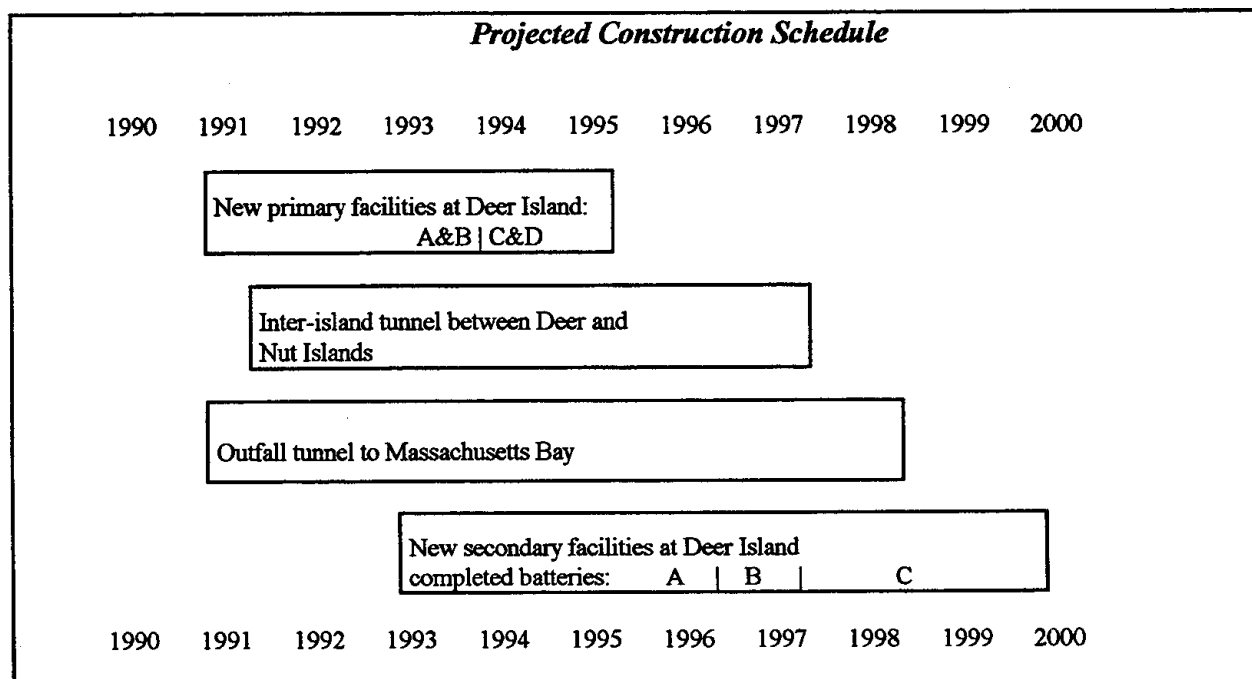 Projected Construction Schedule
1990 1991 1992 1993 1994 1995 1996 1997 1998 1999 2000
New primary facilities at Deer Island:
A&B | C&D
Inter-island tunnel between Deer and
Nut Islands
Outfall tunnel to Massachusetts Bay
New secondary facilities at Deer Island
completed batteries: A | B | C
1990 1991 1992 1993 1994 1995 1996 1997 1998 1999 2000